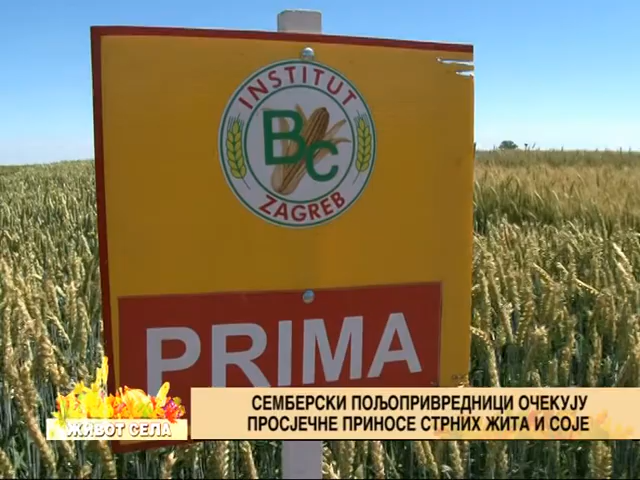 INSTITUT
BC
ZAGREB
PRIMA
СЕМБЕРСКИ ПОЉОПРИВРЕДНИЦИ ОЧЕКУЈУ
ПРОСЈЕЧНЕ ПРИНОСЕ СТРНИХ ЖИТА И СОЈЕ
ЖИВОТ СЕЛА